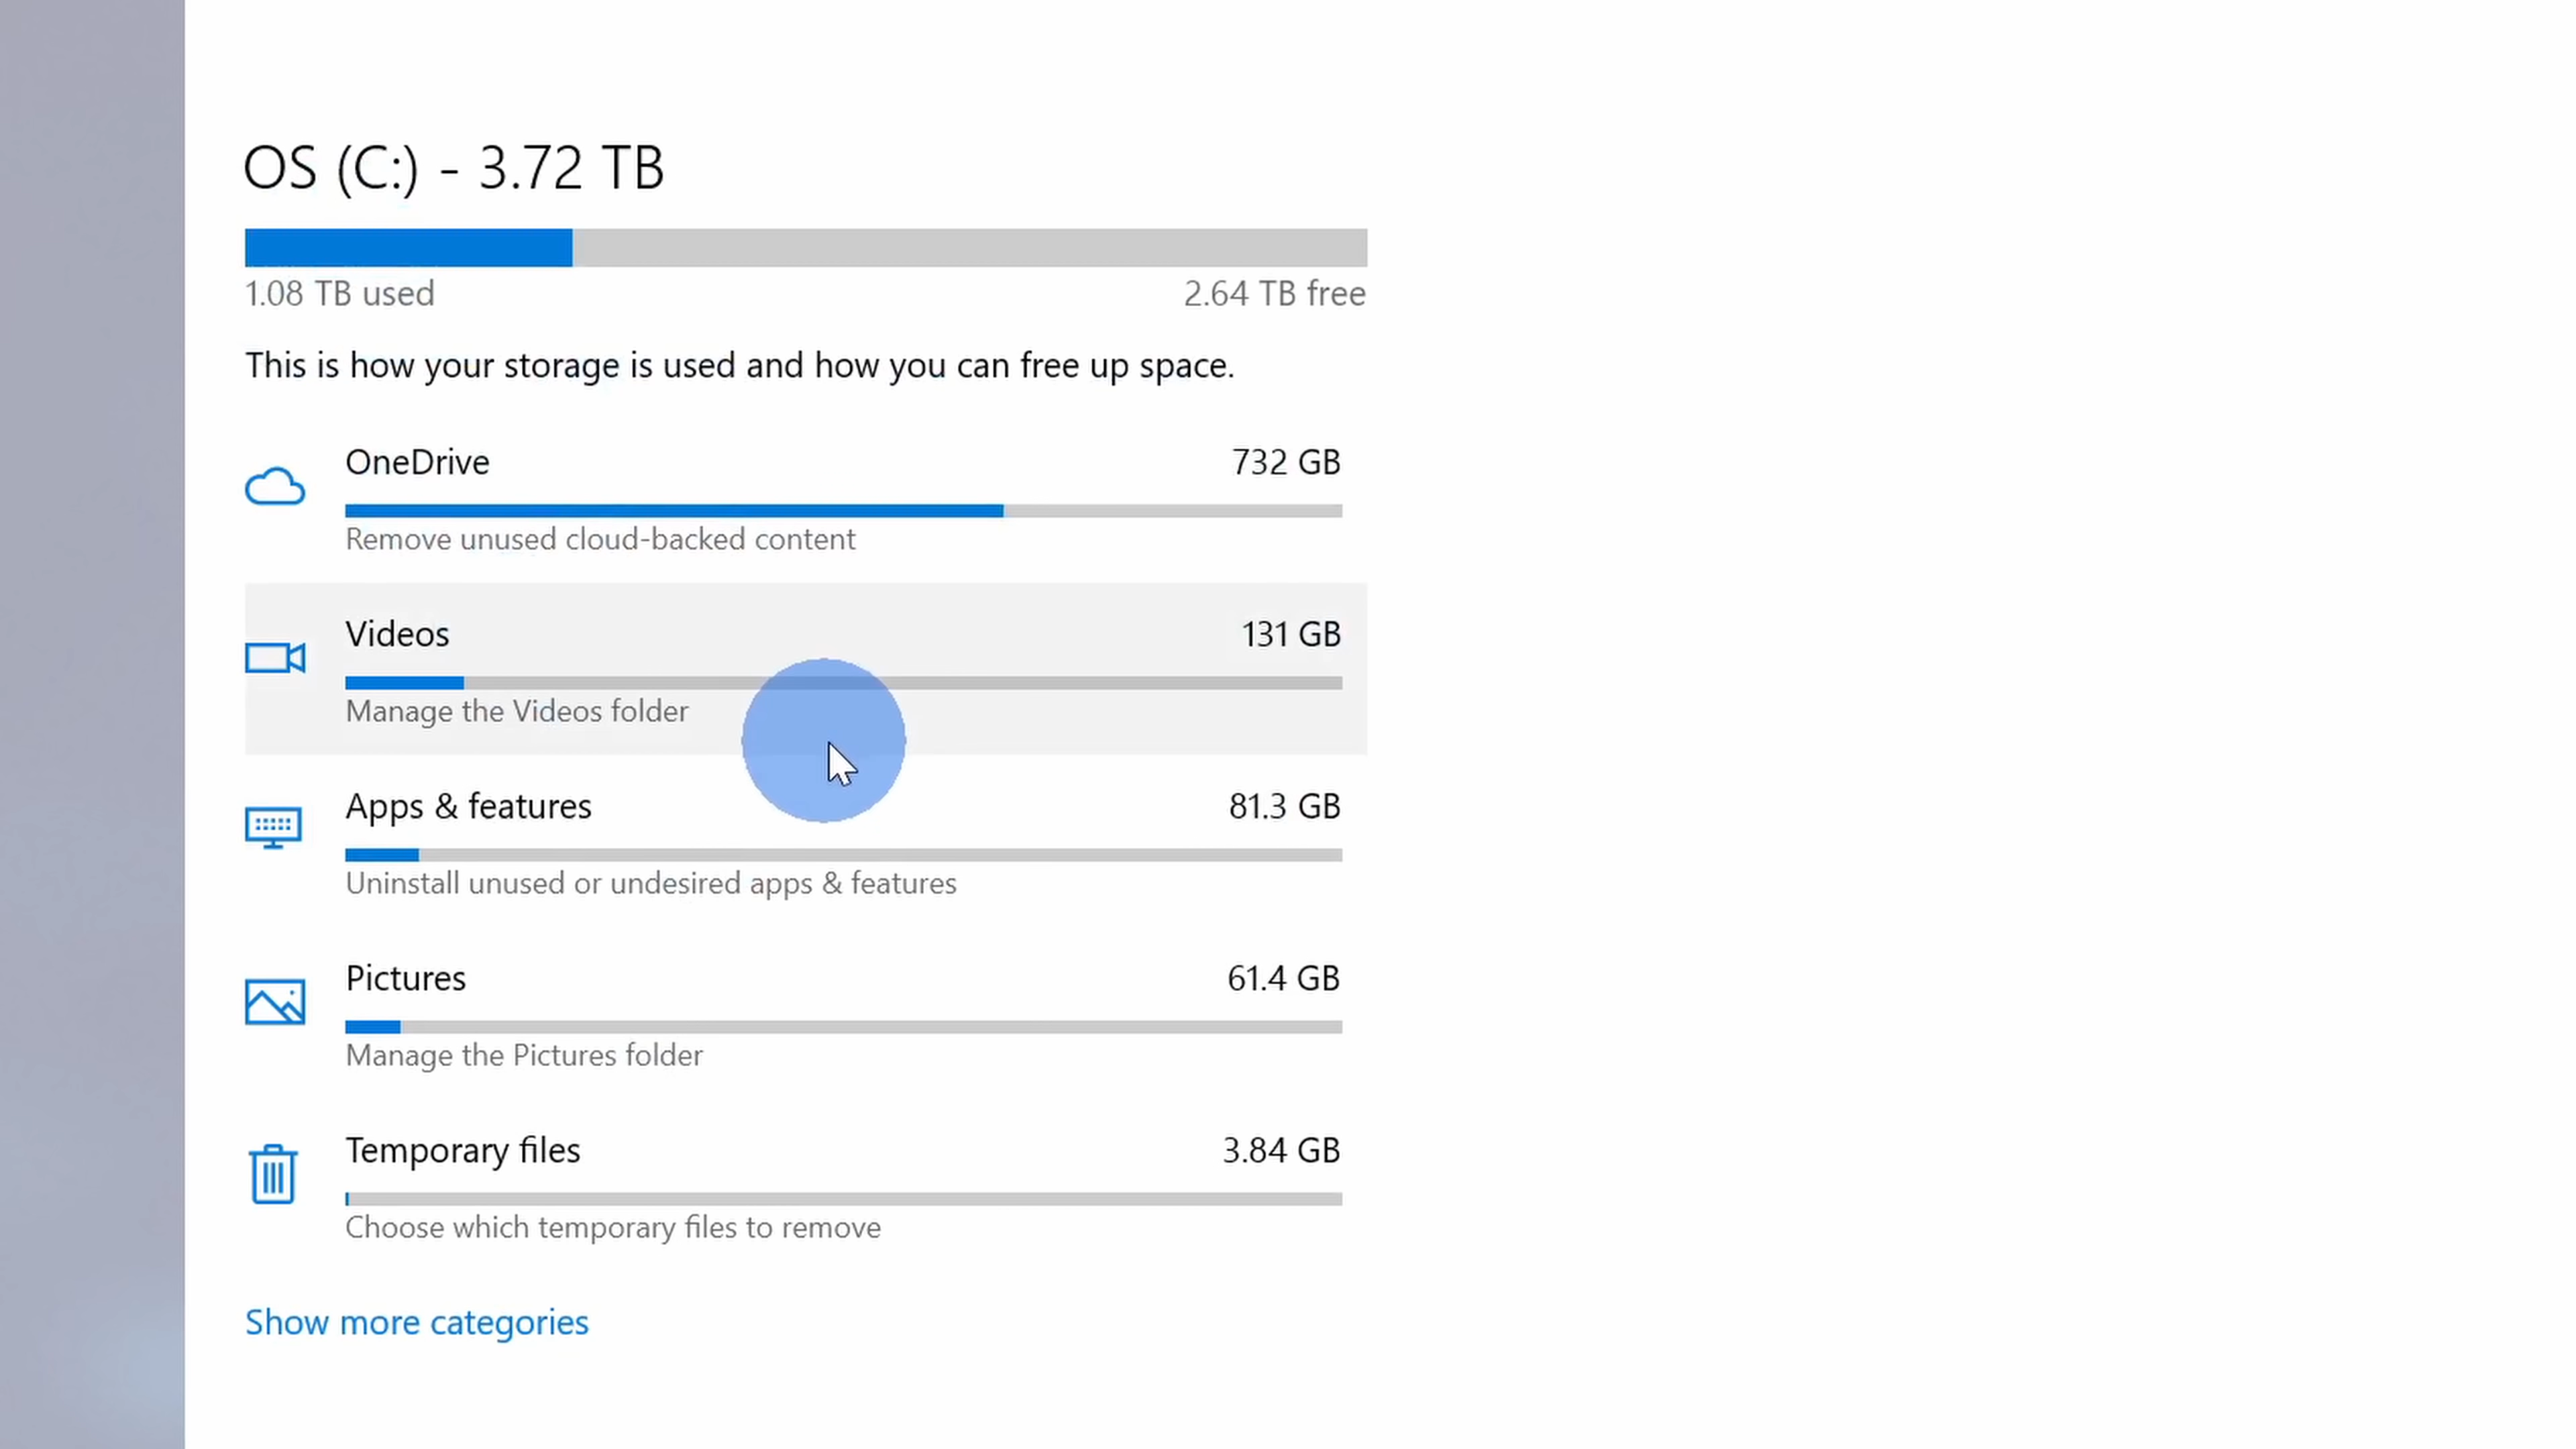 OS (C:) - 3.72 TB
1.08 TB used 2.64 TB free
This is how your storage is used and how you can free up space.
OneDrive 732 GB
Remove unused cloud-backed content
Videos 131 GB
Manage the Videos folder
Apps & features 81.3 GB
Uninstall unused or undesired apps & features
Pictures 61.4 GB
Manage the Pictures folder
Temporary files 3.84 GB
Choose which temporary files to remove
Show more categories